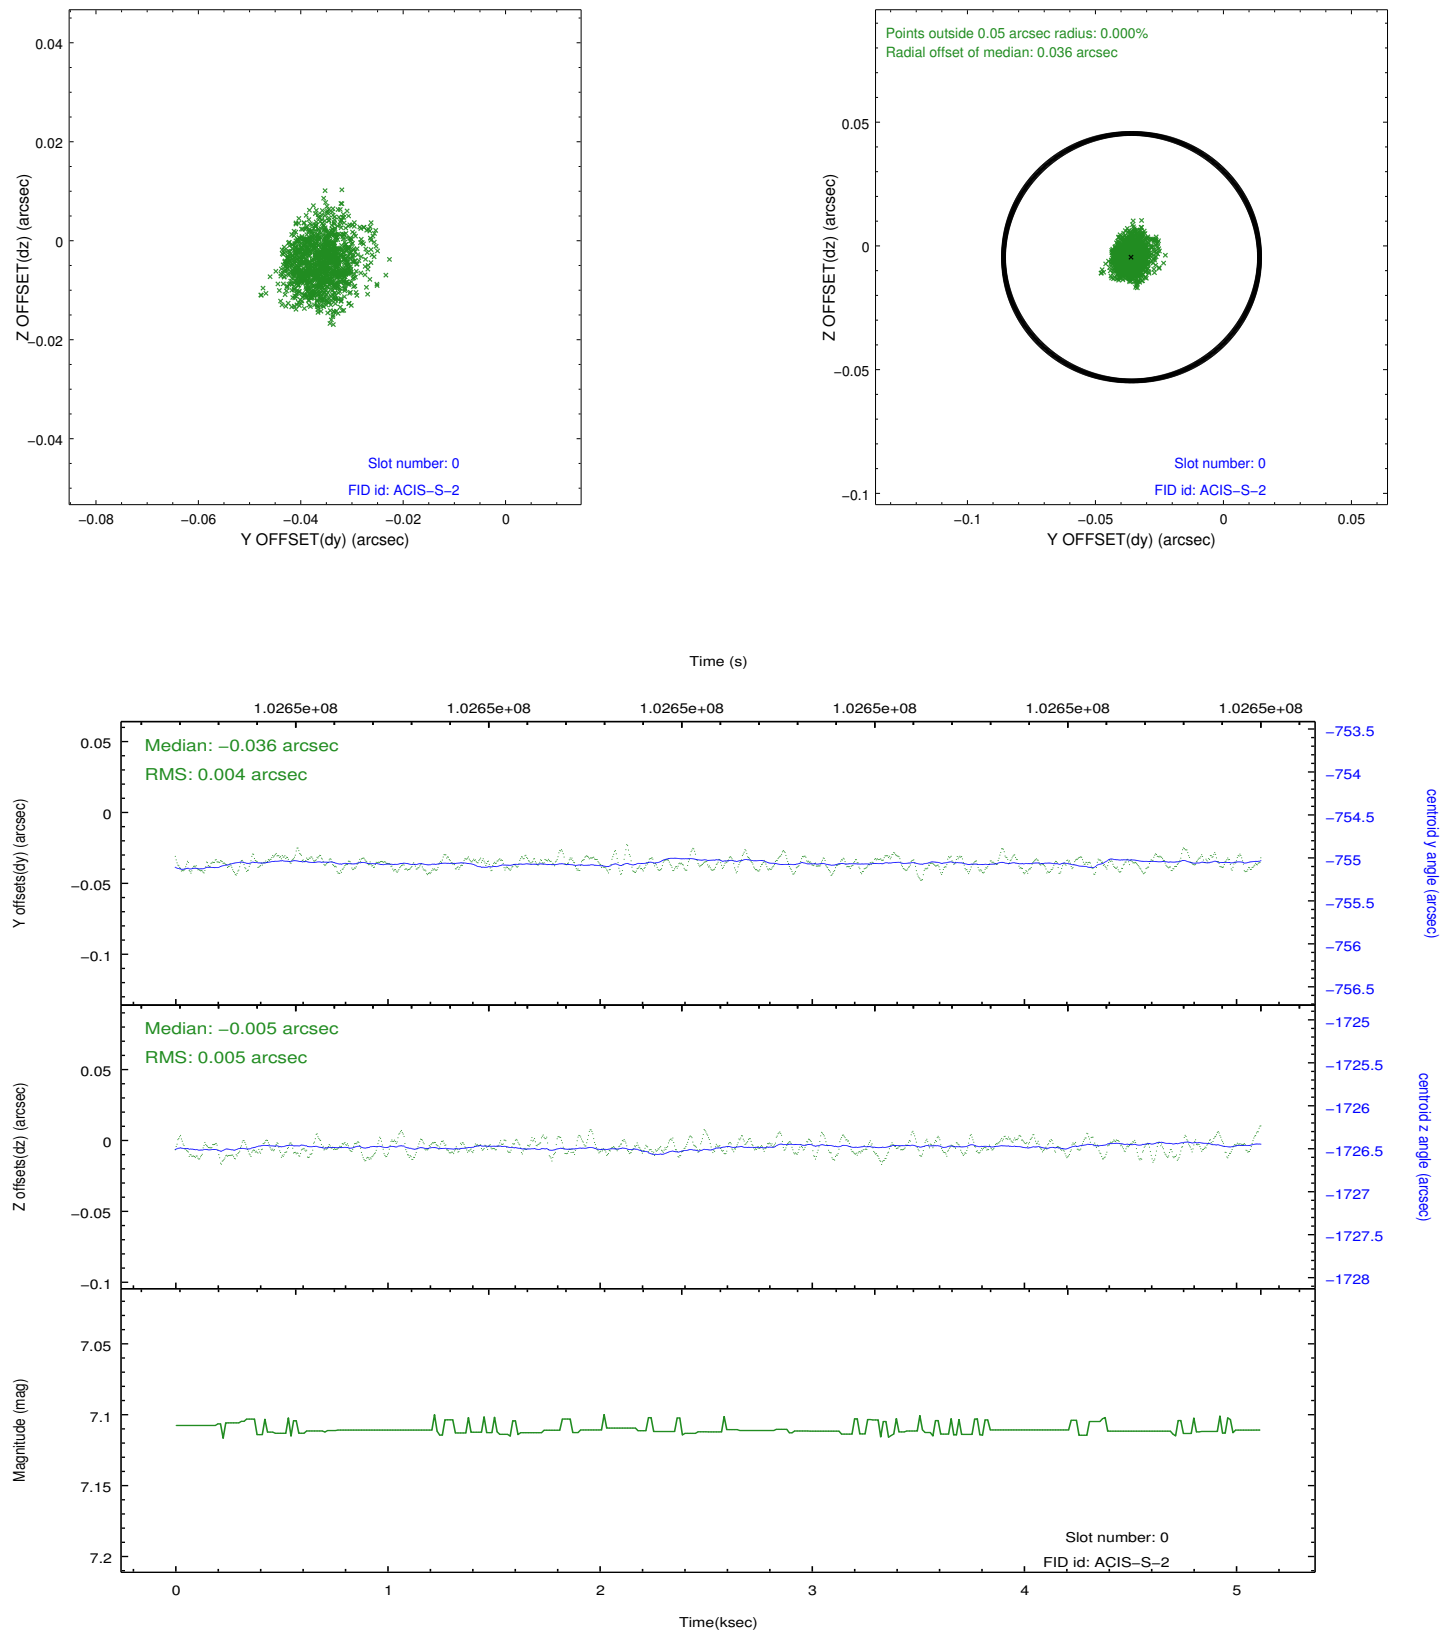 0.04
0.02
0
−0.02
−0.04
Z OFFSET(dz) (arcsec)
Slot number: 0
FID id: ACIS−S−2
−0.08 −0.06 −0.04 −0.02 0
Y OFFSET(dy) (arcsec)
Points outside 0.05 arcsec radius: 0.000%
Radial offset of median: 0.036 arcsec
0.05
0
−0.05
−0.1
Z OFFSET(dz) (arcsec)
Slot number: 0
FID id: ACIS−S−2
−0.1 −0.05 0 0.05
Y OFFSET(dy) (arcsec)
Time (s)
1.0265e+08 1.0265e+08 1.0265e+08 1.0265e+08 1.0265e+08 1.0265e+08
Median: −0.036 arcsec
RMS: 0.004 arcsec
0.05
0
−0.05
−0.1
Y offsets(dy) (arcsec)
−753.5
−754
−754.5
−755
−755.5
−756
−756.5
centroid y angle (arcsec)
Median: −0.005 arcsec
RMS: 0.005 arcsec
0.05
0
−0.05
−0.1
Z offsets(dz) (arcsec)
−1725
−1725.5
−1726
−1726.5
−1727
−1727.5
−1728
centroid z angle (arcsec)
7.05
7.1
7.15
7.2
Magnitude (mag)
Slot number: 0
FID id: ACIS−S−2
0 1 2 3 4 5
Time(ksec)